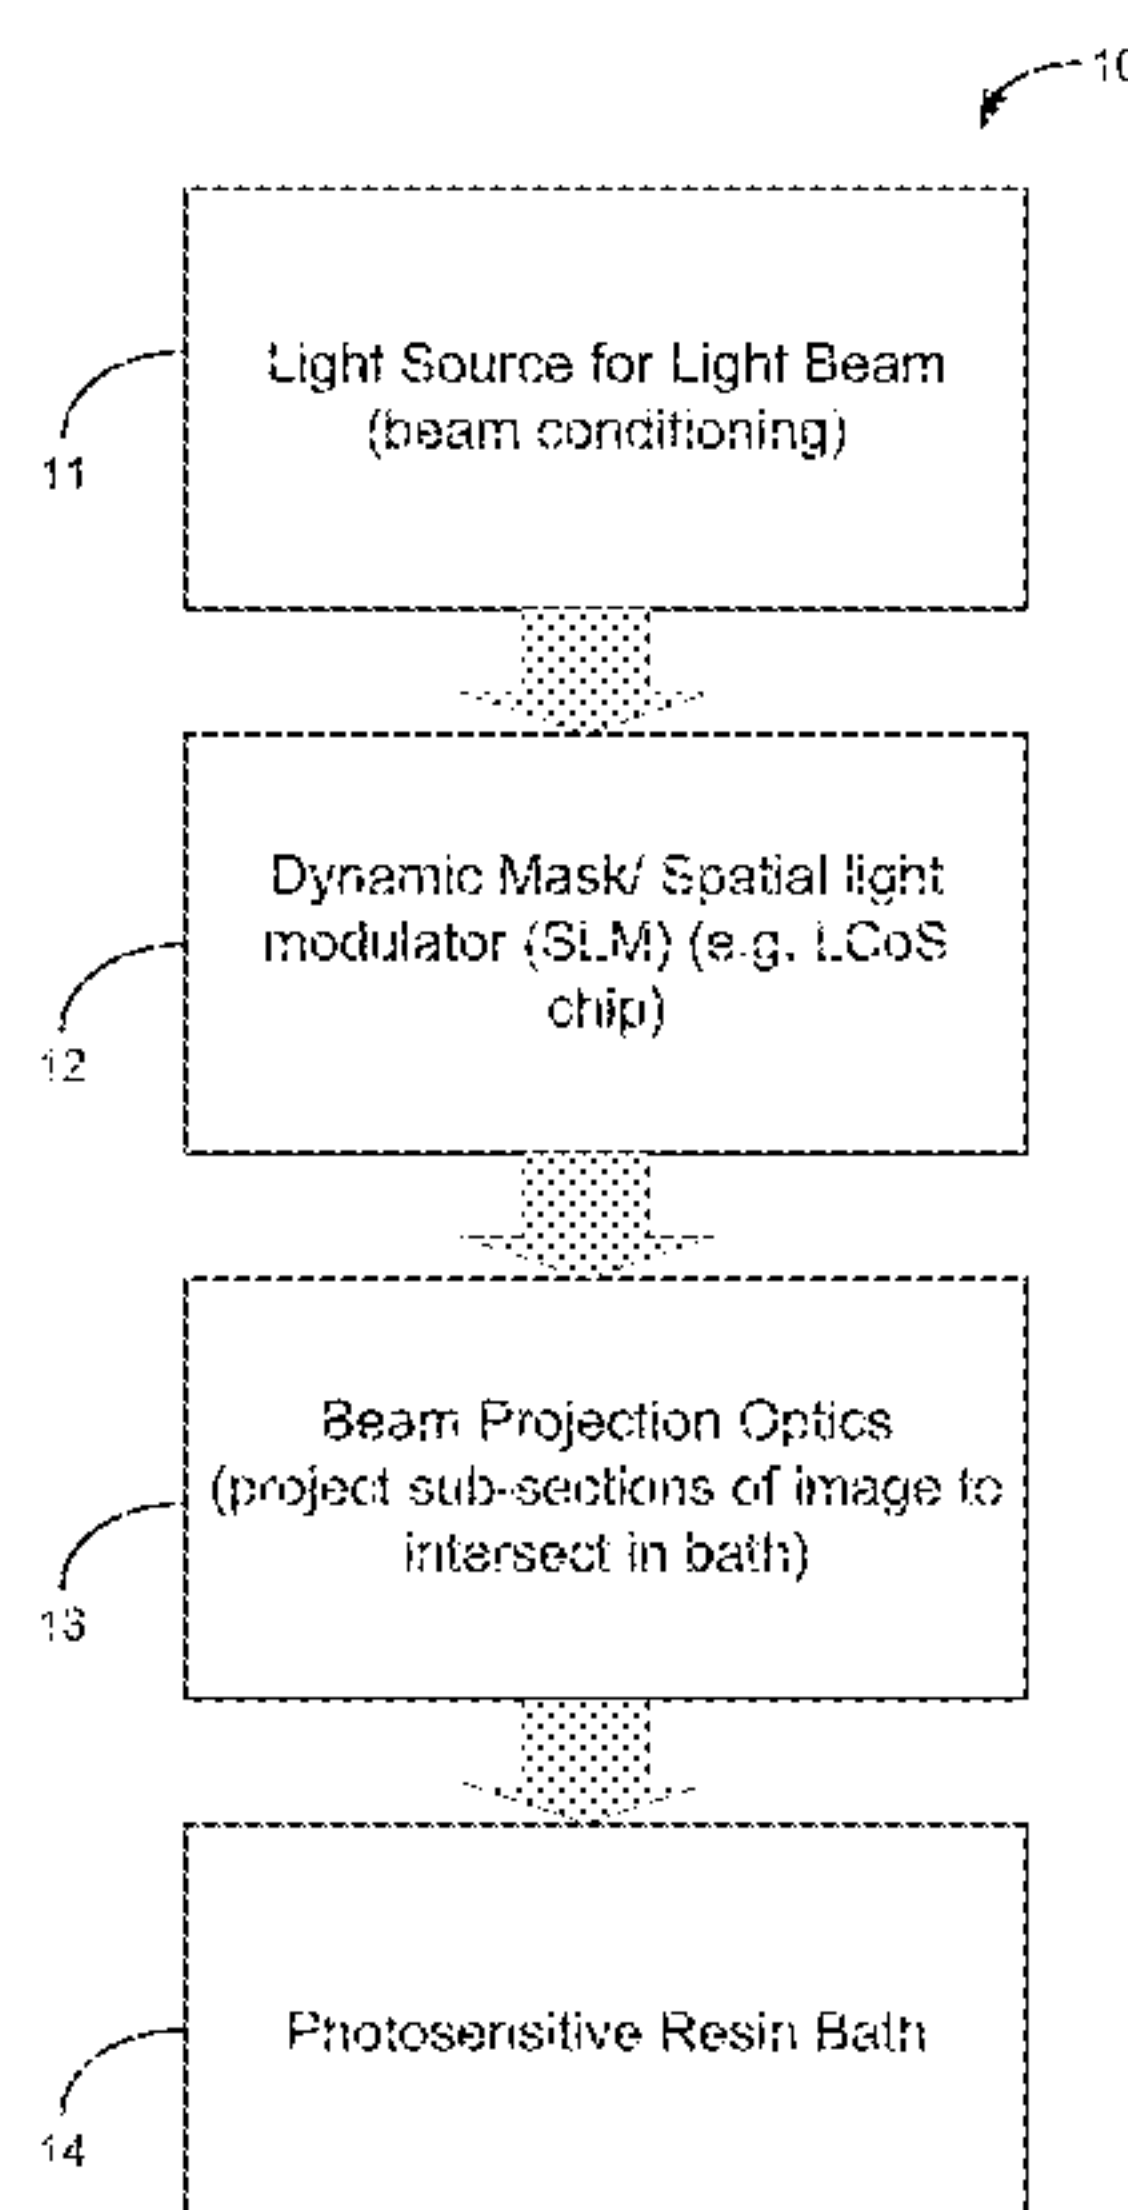 10
Light Source for Light Beam
(beam conditioning)
11
Dynamic Mask/ Spatial light
modulator (SLM) (e.g. LCoS
chip)
12
Beam Projection Optics
(project sub-sections of image to
intersect in bath)
13
Photosensitive Resin Bath
14